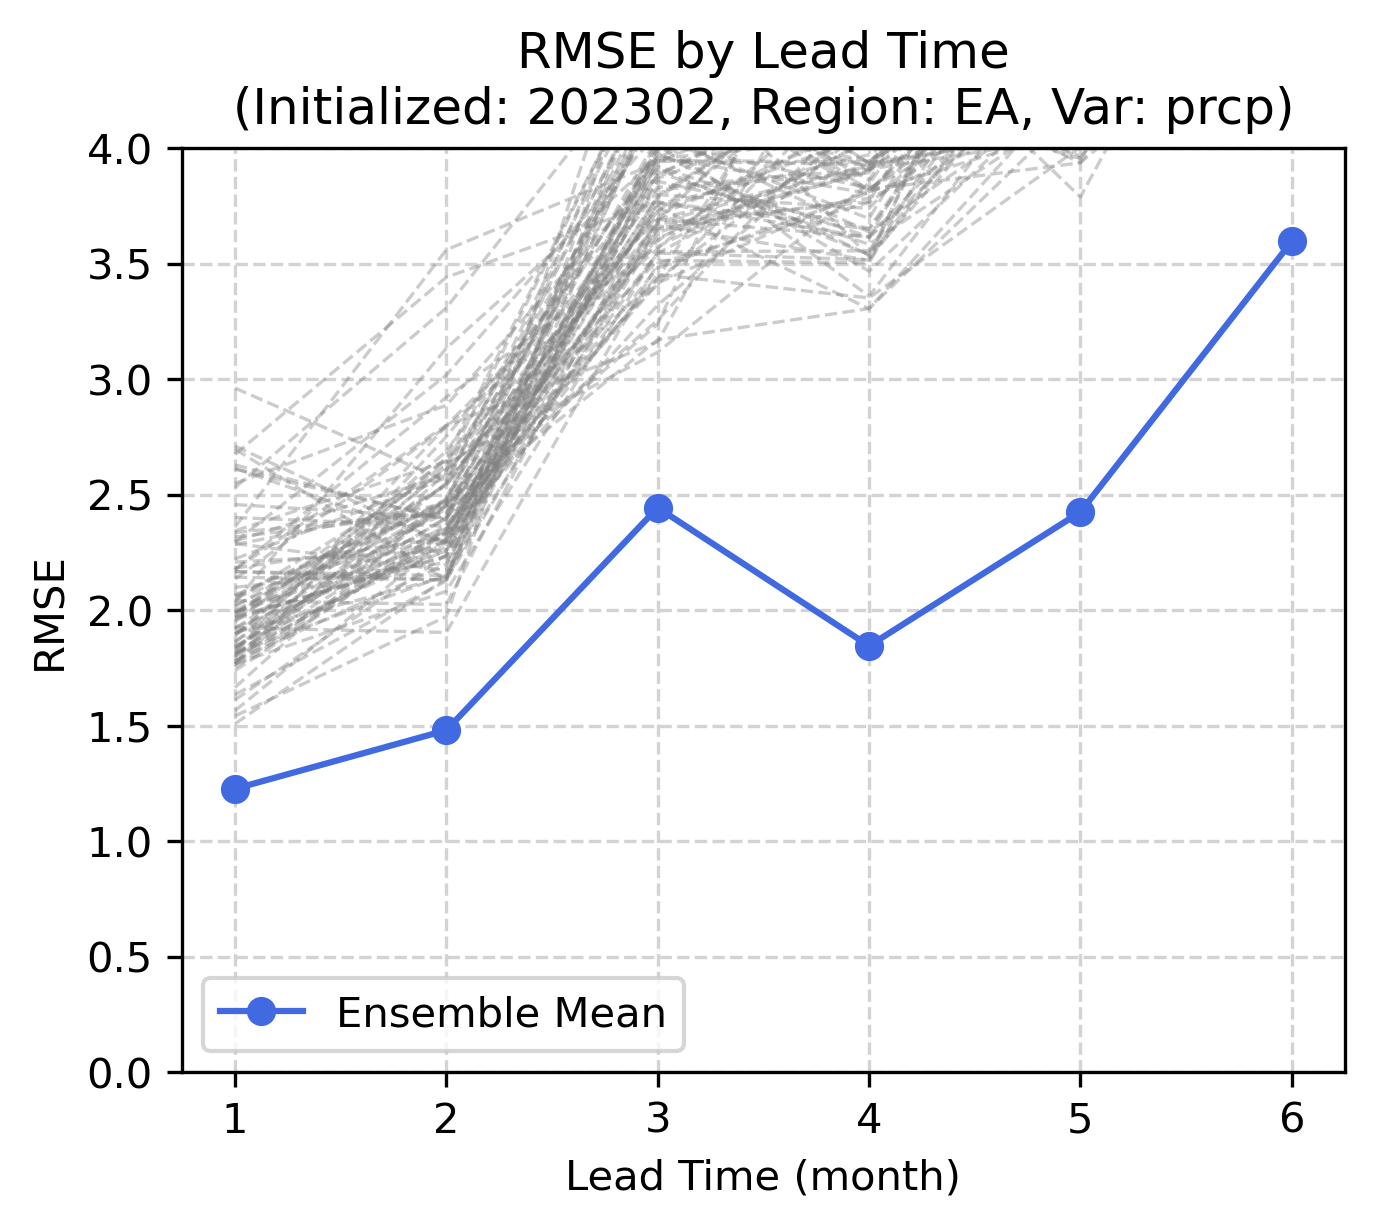 RMSE by Lead Time
(Initialized: 202302, Region: EA, Var: prcp)
4.0
3.5
3.0
2.5
2.0
1.5
1.0
0.5
0.0
RMSE
Ensemble Mean
1 2 3 4 5 6
Lead Time (month)